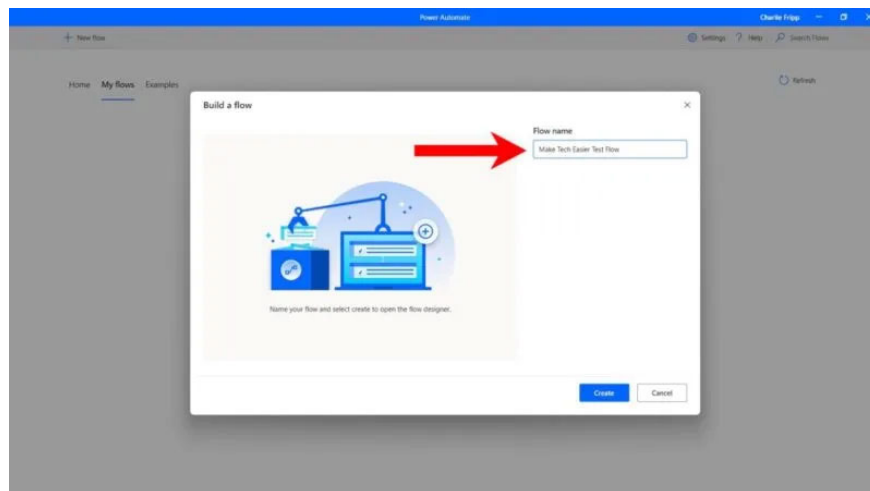 Power Automate
Charlie Fripp
New flow
Settings
Help
Search Flows
Home
My flows
Examples
Refresh
Build a flow
Flow name
Make Tech Easier Test Flow
Name your flow and select create to open the flow designer.
Create
Cancel